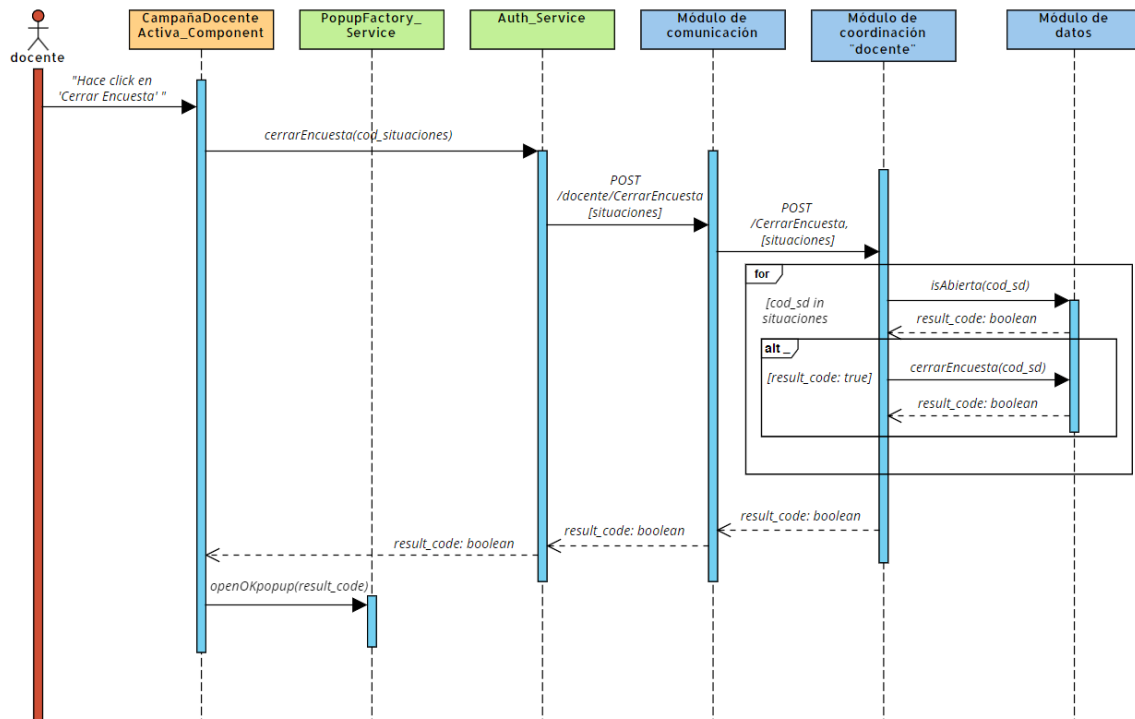 CampañaDocente_
Activa_Component
PopupFactory_
Service
Auth_Service
Módulo de
comunicación
Módulo de
coordinación
"docente"
Módulo de
datos
docente
"Hace click en
'Cerrar Encuesta' "
cerrarEncuesta(cod_situaciones)
POST
/docente/CerrarEncuesta
[situaciones]
POST
/CerrarEncuesta,
[situaciones]
for
[cod_sd in
situaciones
isAbierta(cod_sd)
result_code: boolean
alt _
[result_code: true]
cerrarEncuesta(cod_sd)
result_code: boolean
result_code: boolean
result_code: boolean
result_code: boolean
openOKpopup(result_code)